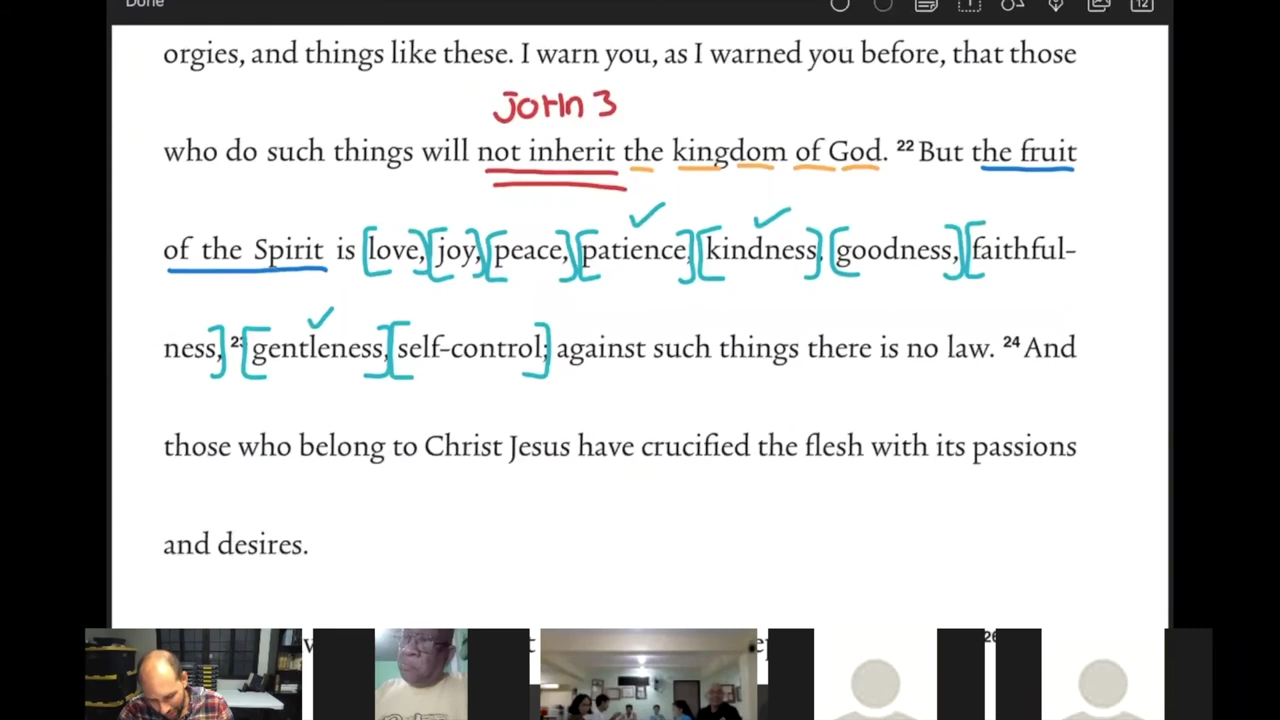 Done
orgies, and things like these. I warn you, as I warned you before, that those
John 3
who do such things will not inherit the kingdom of God. 22 But the fruit
of the Spirit is [love,] [joy,] [peace,] [patience,] [kindness,] [goodness,] [faithful-
ness,] 23 [gentleness,] [self-control;] against such things there is no law. 24 And
those who belong to Christ Jesus have crucified the flesh with its passions
and desires.
26
12